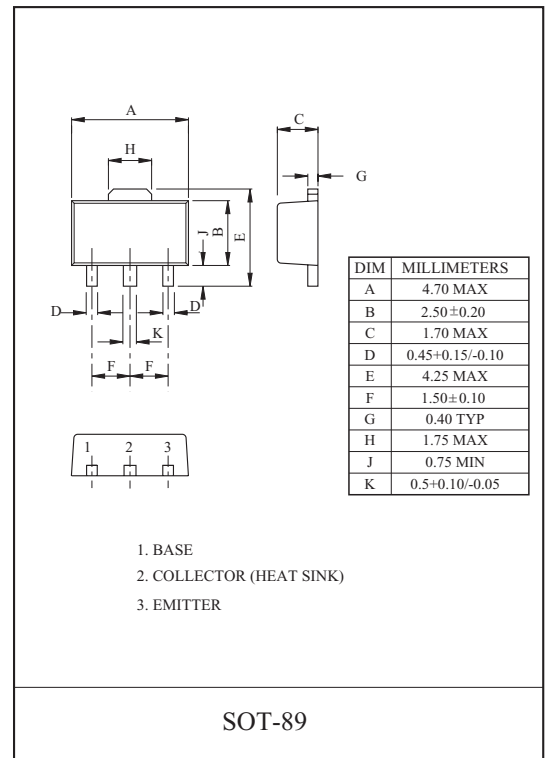 A
H
C
G
J
B
E
D
D
K
F
F
DIM MILLIMETERS
A 4.70 MAX
B 2.50±0.20
C 1.70 MAX
D 0.45+0.15/-0.10
E 4.25 MAX
F 1.50±0.10
G 0.40 TYP
H 1.75 MAX
J 0.75 MIN
K 0.5+0.10/-0.05
1 2 3
1. BASE
2. COLLECTOR (HEAT SINK)
3. EMITTER
SOT-89